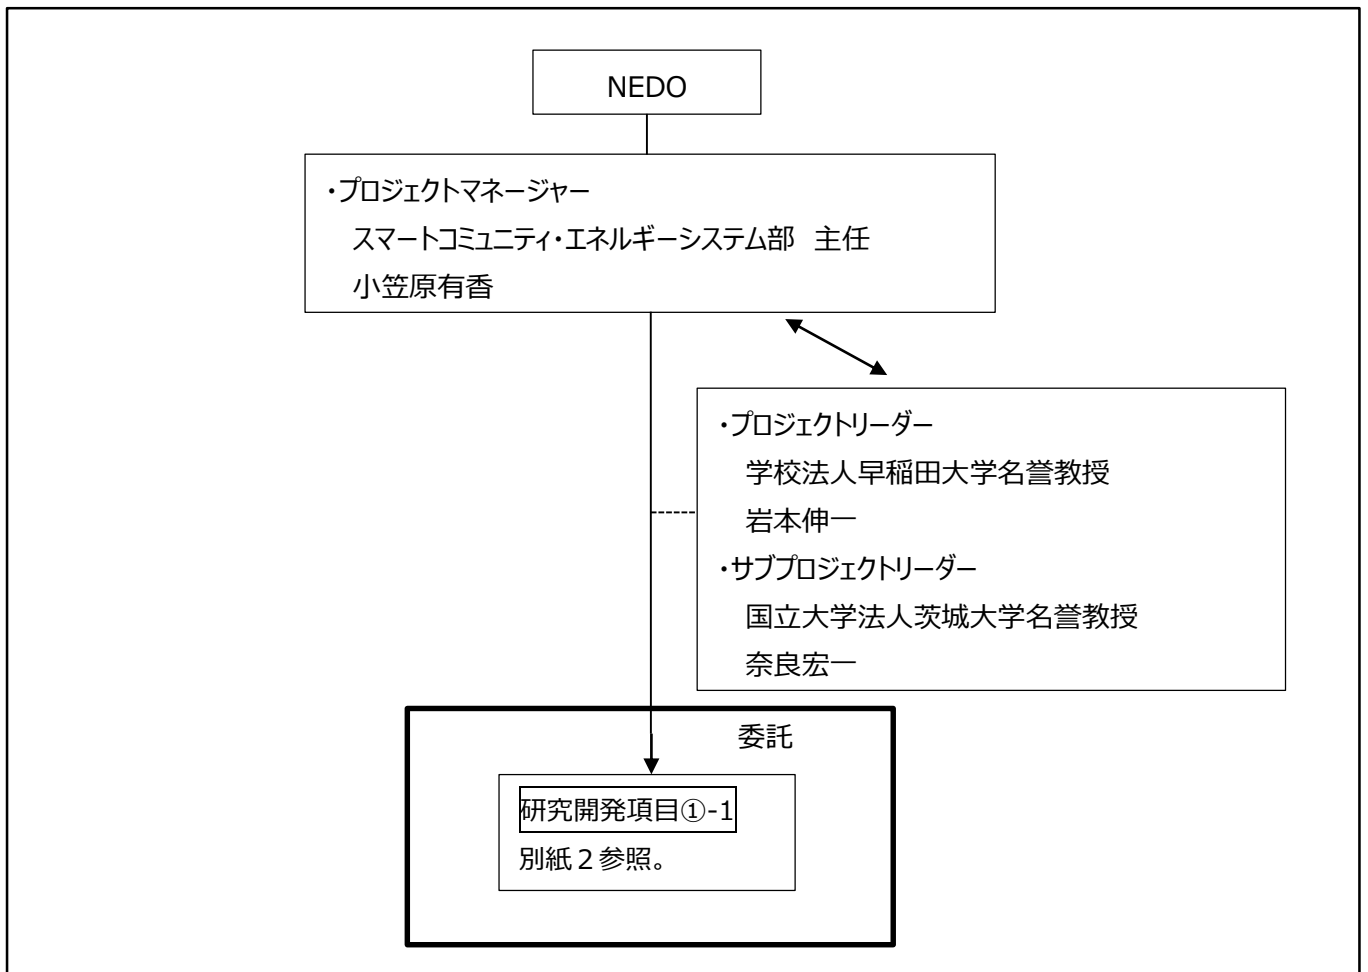 NEDO
・プロジェクトマネージャー
スマートコミュニティ・エネルギーシステム部　主任
小笠原有香
・プロジェクトリーダー
学校法人早稲田大学名誉教授
岩本伸一
・サブプロジェクトリーダー
国立大学法人茨城大学名誉教授
奈良宏一
委託
研究開発項目①-1
別紙２参照。